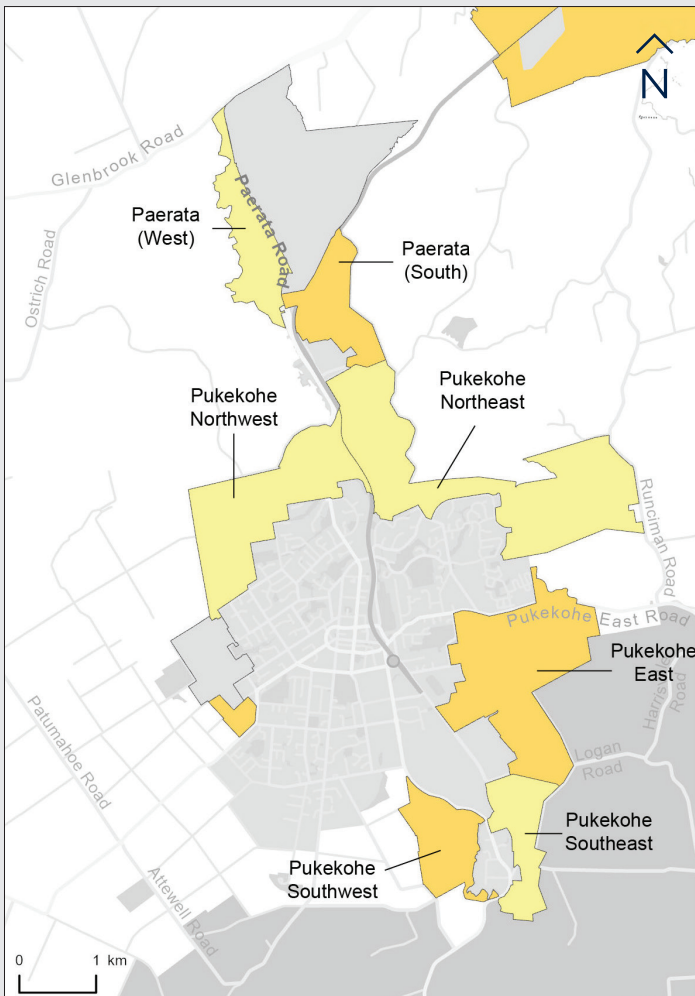 N
Glenbrook Road
Paerata
(West)
Paerata Road
Paerata
(South)
Ostrich Road
Pukekohe
Northwest
Pukekohe
Northeast
Runciman Road
Pukekohe East Road
Pukekohe
East
Harrisville
Road
Patumahoe Road
Logan
Road
Pukekohe
Southeast
Pukekohe
Southwest
Attewell Road
0 1 km